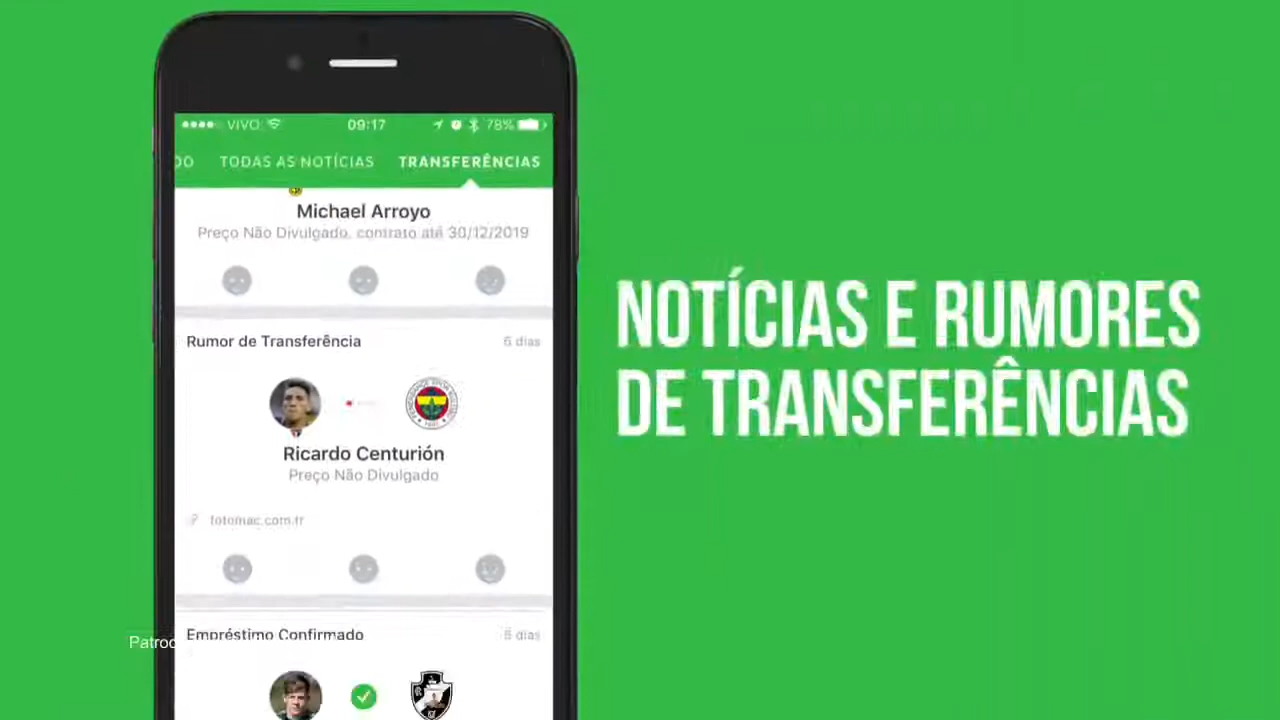 VIVO
09:17
78%
DO
TODAS AS NOTÍCIAS
TRANSFERÊNCIAS
Michael Arroyo
Preço Não Divulgado, contrato até 30/12/2019
Rumor de Transferência
6 dias
Ricardo Centurión
Preço Não Divulgado
fotomac.com.tr
Empréstimo Confirmado
6 dias
Patroc
NOTÍCIAS E RUMORES
DE TRANSFERÊNCIAS